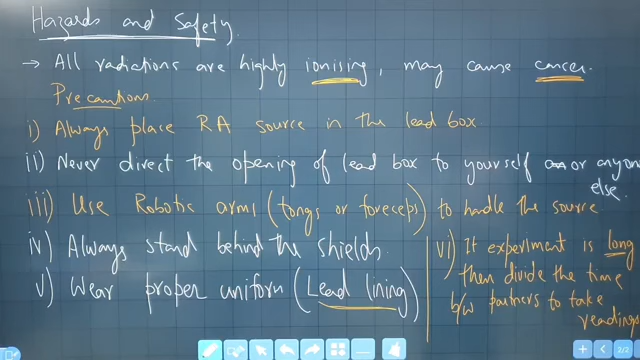 Hazards and Safety.
→ All radiations are highly ionising, may cause cancer.
Precautions.
i) Always place RA source in the lead box
ii) Never direct the opening of lead box to yourself or anyone
else.
iii) Use Robotic arms (tongs or foreceps) to handle the source
iv) Always stand behind the shields.
v) Wear proper uniform (Lead lining)
vi) If experiment is long
then divide the time
b/w partners to take
readings
2/2